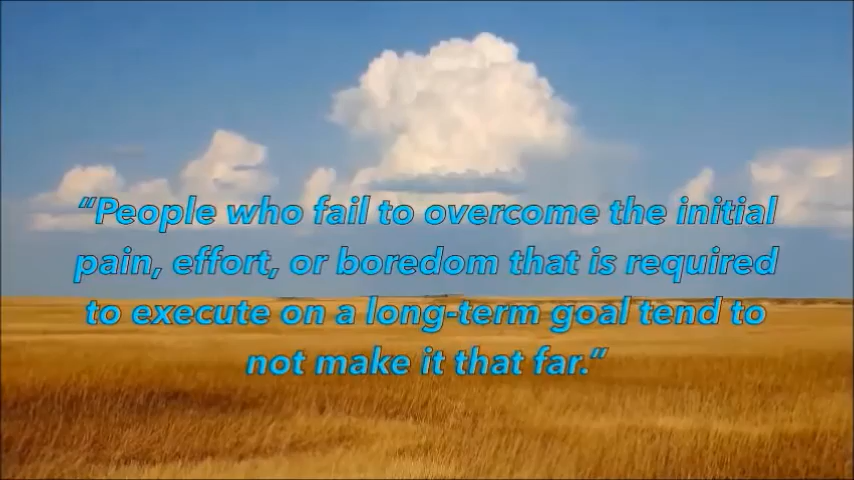 “People who fail to overcome the initial
pain, effort, or boredom that is required
to execute on a long-term goal tend to
not make it that far.”